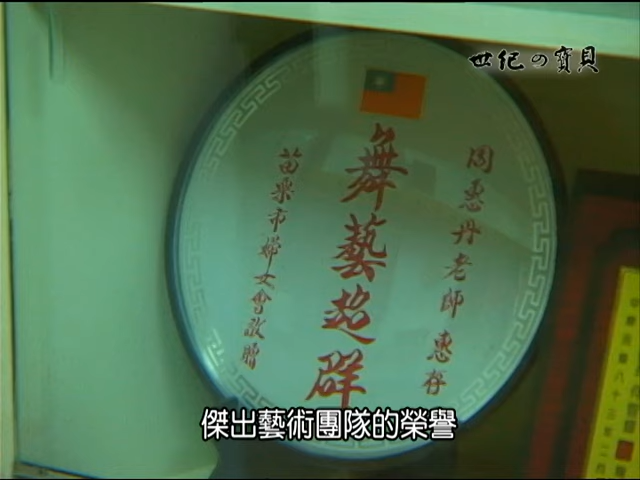 世紀の寶貝
周惠丹老師 惠存
舞藝超群
苗栗市婦女會敬贈
傑出藝術團隊的榮譽